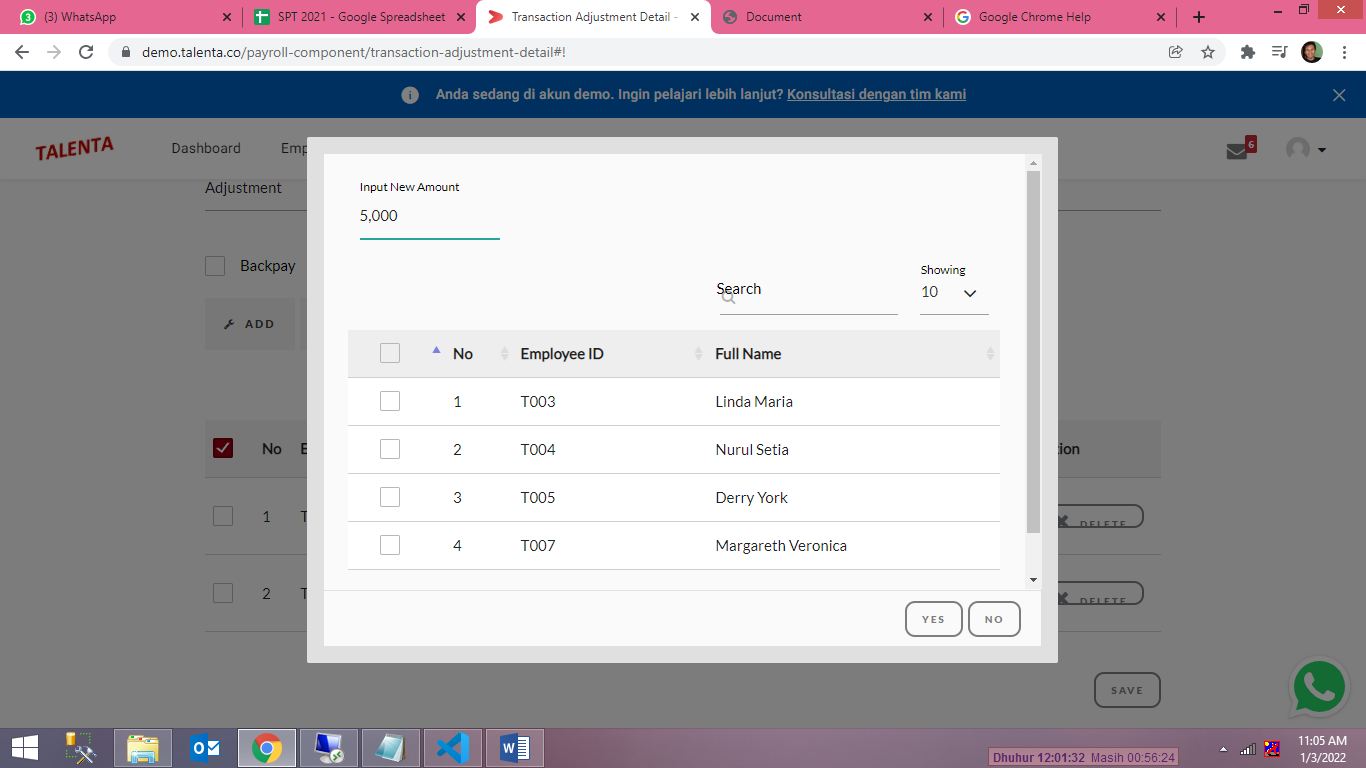 (3) WhatsApp
SPT 2021 - Google Spreadsheet
Transaction Adjustment Detail -
Document
Google Chrome Help
demo.talenta.co/payroll-component/transaction-adjustment-detail#!
Anda sedang di akun demo. Ingin pelajari lebih lanjut? Konsultasi dengan tim kami
TALENTA
Dashboard
Emp
6
Adjustment
Input New Amount
5,000
Backpay
ADD
Search
Showing
10
No
Employee ID
Full Name
1 T003 Linda Maria
2 T004 Nurul Setia
3 T005 Derry York
4 T007 Margareth Veronica
No E
tion
1 T
DELETE
2 T
DELETE
YES
NO
SAVE
Dhuhur 12:01:32 Masih 00:56:24
11:05 AM
1/3/2022